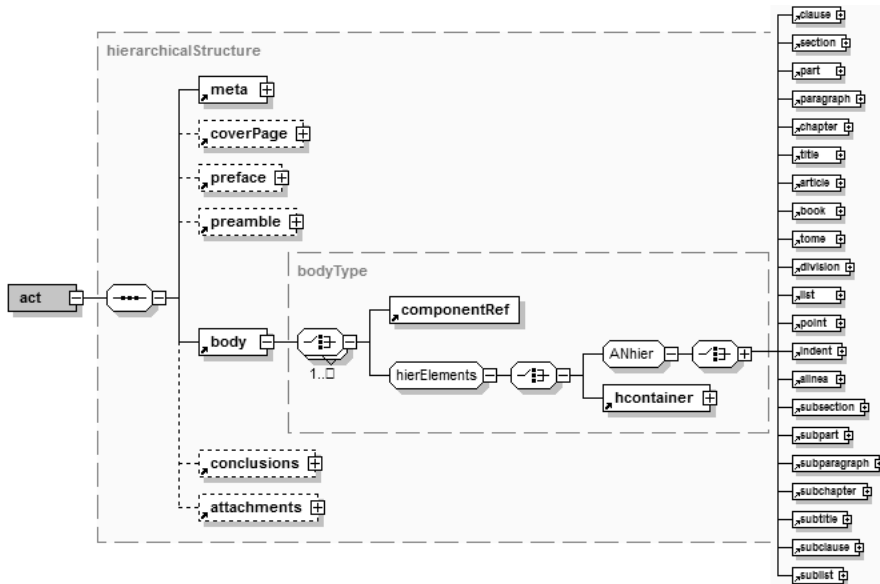 hierarchicalStructure
meta
coverPage
preface
preamble
bodyType
act
componentRef
body
1..□
hierElements
ANhier
hcontainer
conclusions
attachments
clause
section
part
paragraph
chapter
title
article
book
tome
division
list
point
indent
alinea
subsection
subpart
subparagraph
subchapter
subtitle
subclause
sublist